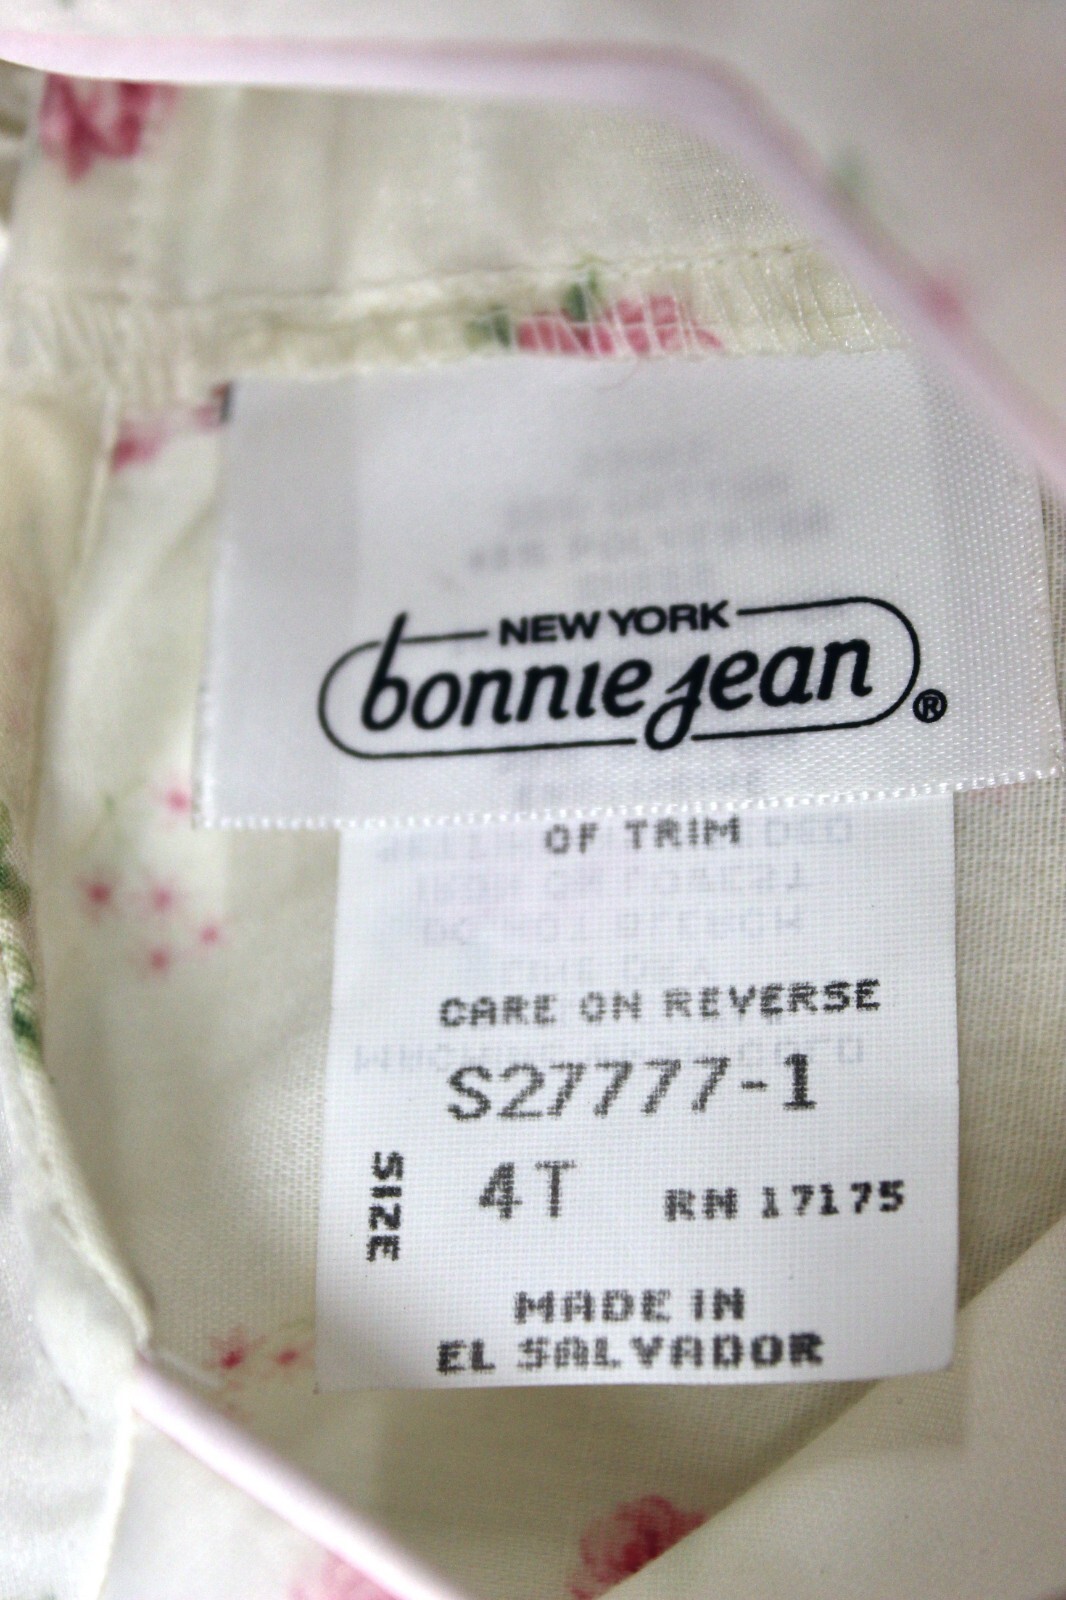 NEW YORK
bonnie jean
®
OF TRIM
CARE ON REVERSE
S27777-1
SIZE
4T
RN 17175
MADE IN
EL SALVADOR